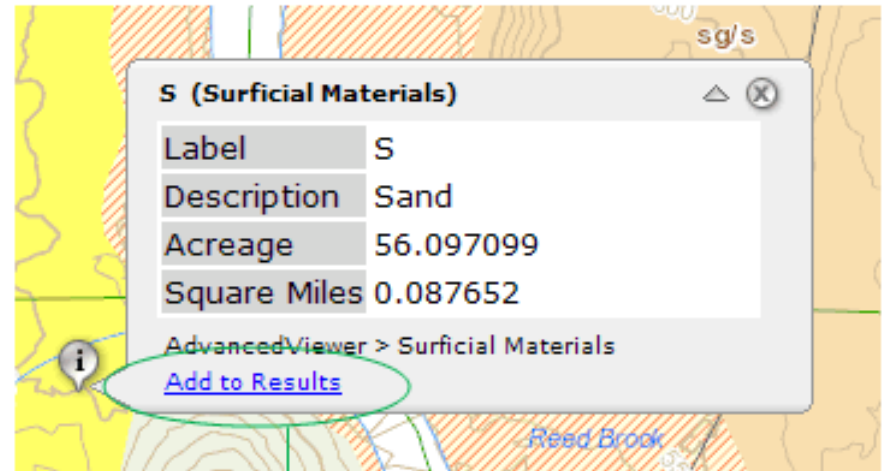 sg/s
S (Surficial Materials)
Label S
Description Sand
Acreage 56.097099
Square Miles 0.087652
AdvancedViewer > Surficial Materials
i
Add to Results
Reed Brook